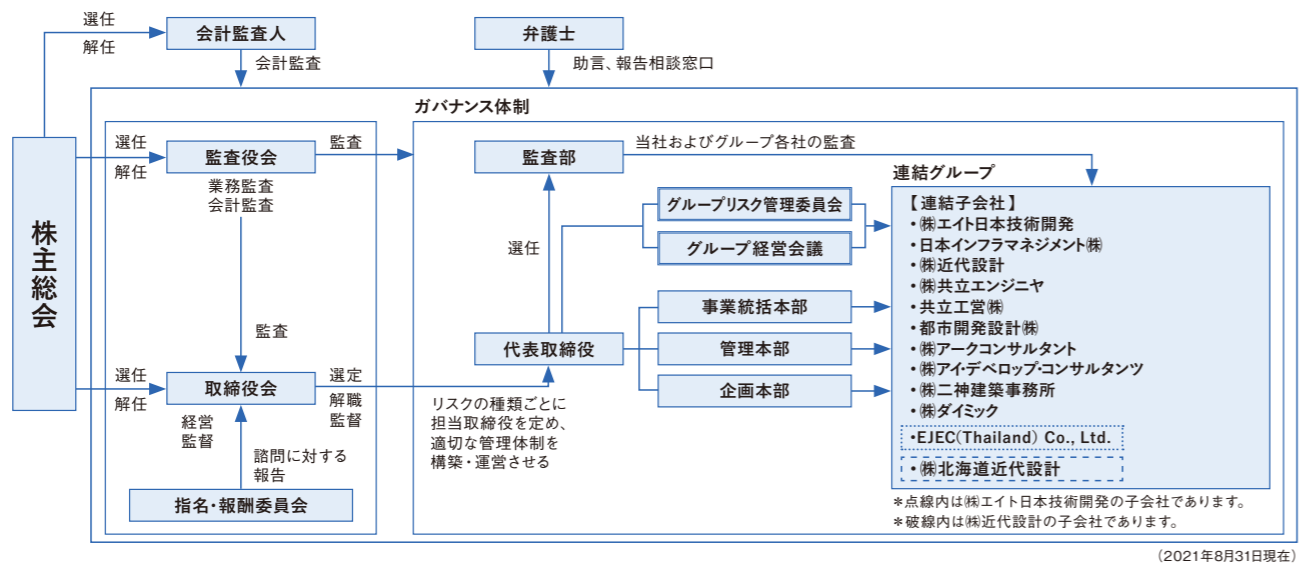 選任
解任
会計監査人
会計監査
弁護士
助言、報告相談窓口
ガバナンス体制
株主総会
選任
解任
監査役会
監査
業務監査
会計監査
監査
選任
解任
取締役会
経営
監督
選定
解職
監督
諮問に対する
報告
指名・報酬委員会
監査部
当社およびグループ各社の監査
選任
代表取締役
リスクの種類ごとに
担当取締役を定め、
適切な管理体制を
構築・運営させる
グループリスク管理委員会
グループ経営会議
事業統括本部
管理本部
企画本部
連結グループ
【連結子会社】
・㈱エイト日本技術開発
・日本インフラマネジメント㈱
・㈱近代設計
・㈱共立エンジニヤ
・共立工営㈱
・都市開発設計㈱
・㈱アークコンサルタント
・㈱アイ・デベロップ・コンサルタンツ
・㈱二神建築事務所
・㈱ダイミック
・EJEC(Thailand) Co., Ltd.
・㈱北海道近代設計
＊点線内は㈱エイト日本技術開発の子会社であります。
＊破線内は㈱近代設計の子会社であります。
（2021年8月31日現在）